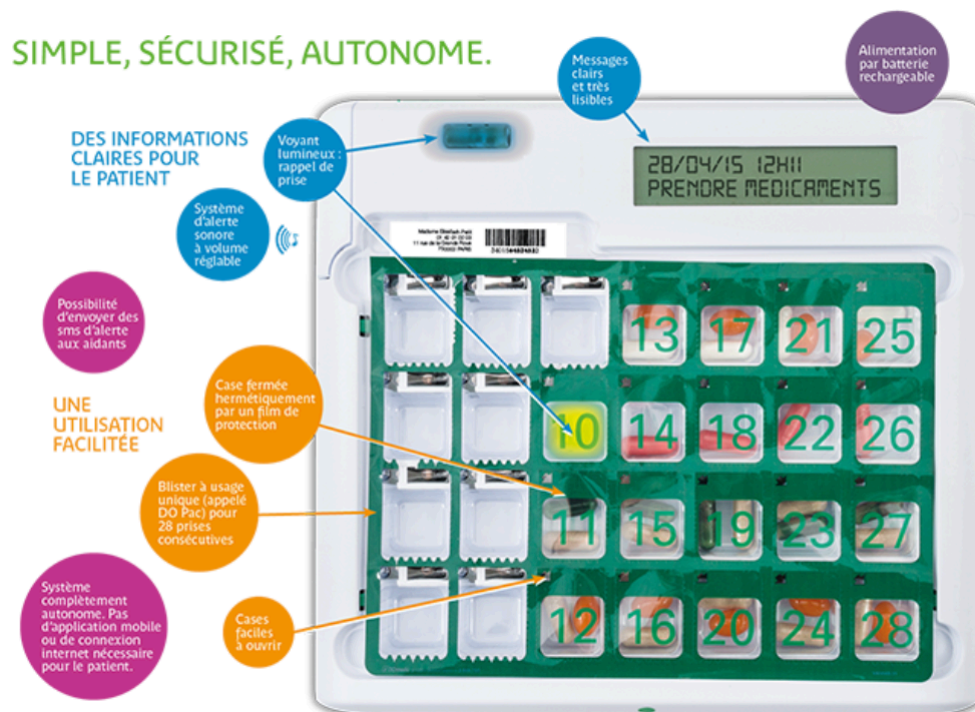 SIMPLE, SÉCURISÉ, AUTONOME.
Messages
clairs
et très
lisibles
Alimentation
par batterie
rechargeable
DES INFORMATIONS
CLAIRES POUR
LE PATIENT
Voyant
lumineux :
rappel de
prise
28/04/15 12H11
PRENDRE MEDICAMENTS
Système
d'alerte
sonore
à volume
réglable
Possibilité
d'envoyer des
sms d'alerte
aux aidants
13 17 21 25
UNE
UTILISATION
FACILITÉE
Case fermée
hermétiquement
par un film de
protection
10 14 18 22 26
Blister à usage
unique (appelé
DO Pac) pour
28 prises
consécutives
11 15 19 23 27
Système
complètement
autonome. Pas
d'application mobile
ou de connexion
internet nécessaire
pour le patient.
Cases
faciles
à ouvrir
12 16 20 24 28